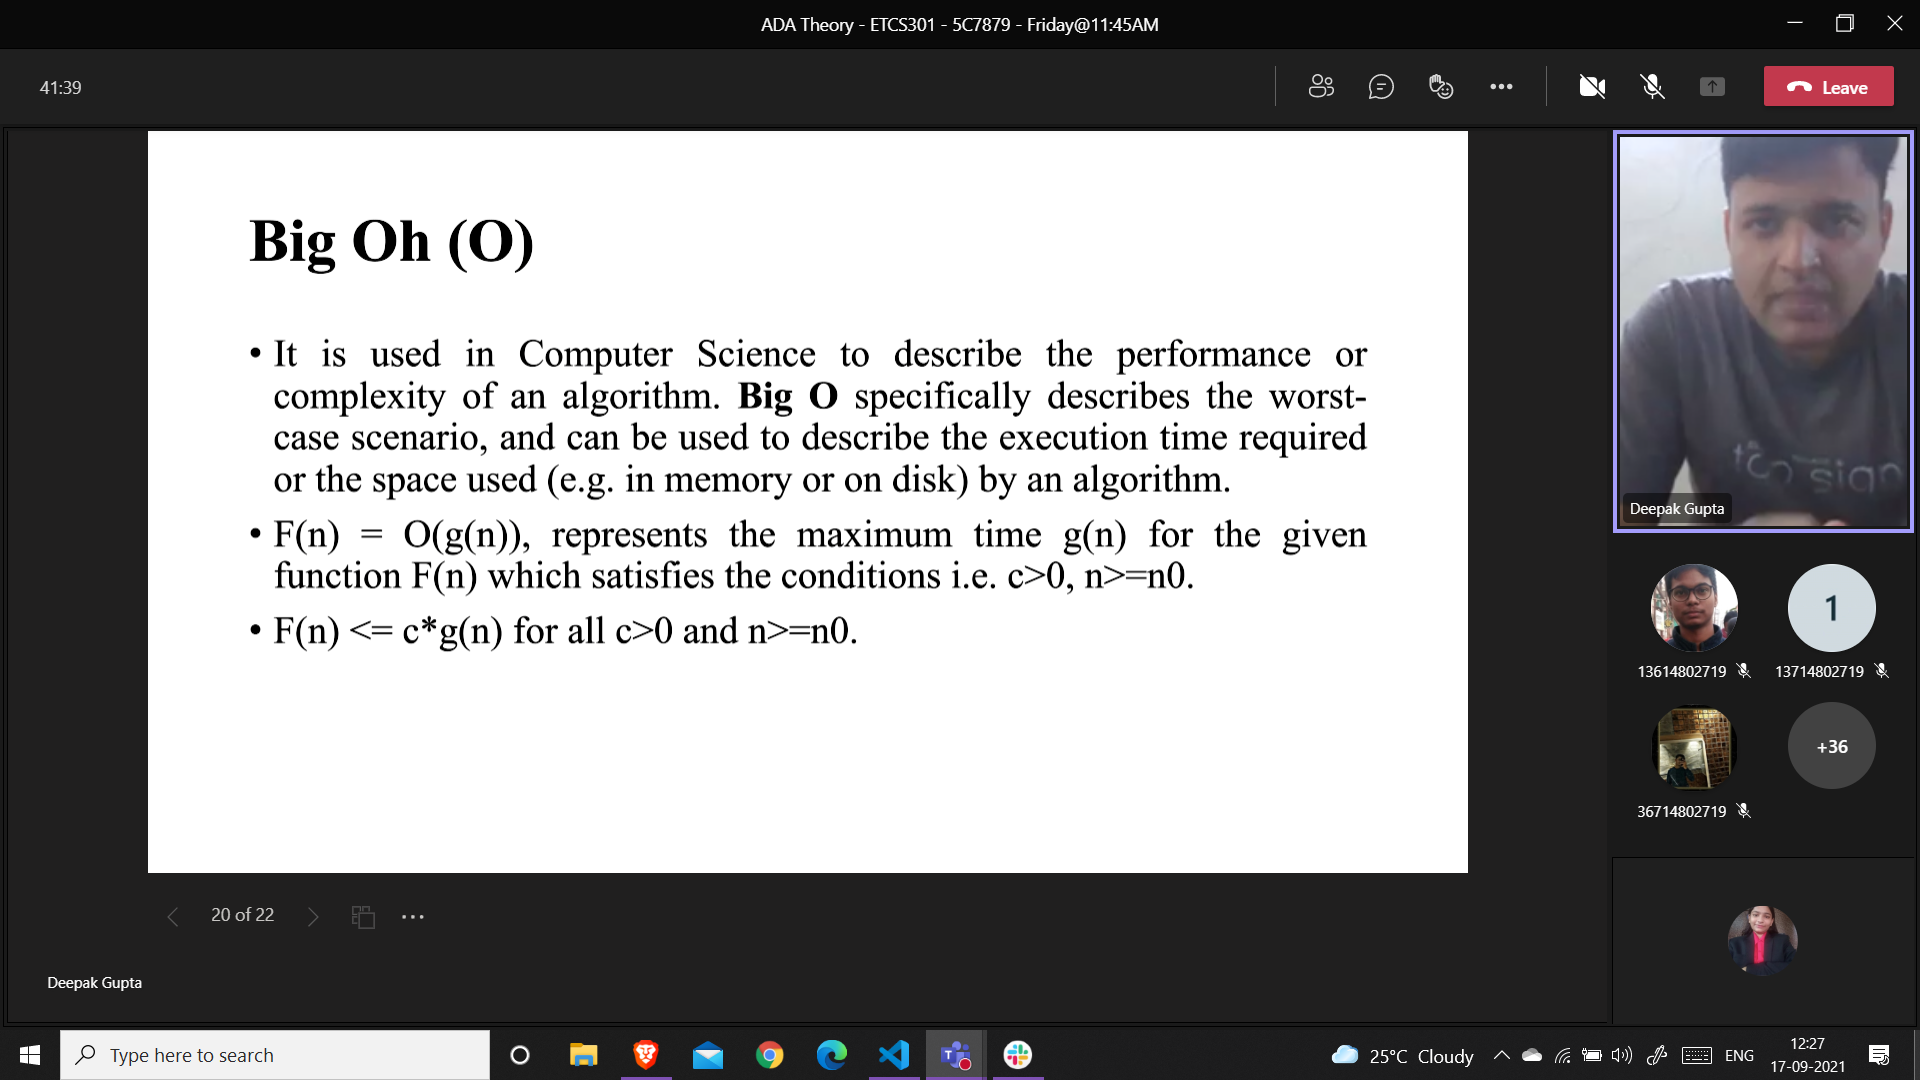 ADA Theory - ETCS301 - 5C7879 - Friday@11:45AM
41:39
Leave
Big Oh (O)
• It is used in Computer Science to describe the performance or
complexity of an algorithm. Big O specifically describes the worst-
case scenario, and can be used to describe the execution time required
or the space used (e.g. in memory or on disk) by an algorithm.
• F(n) = O(g(n)), represents the maximum time g(n) for the given
function F(n) which satisfies the conditions i.e. c>0, n>=n0.
• F(n) <= c*g(n) for all c>0 and n>=n0.
sign
Deepak Gupta
1
13614802719
13714802719
+36
36714802719
20 of 22
Deepak Gupta
Type here to search
25°C Cloudy
ENG
12:27
17-09-2021